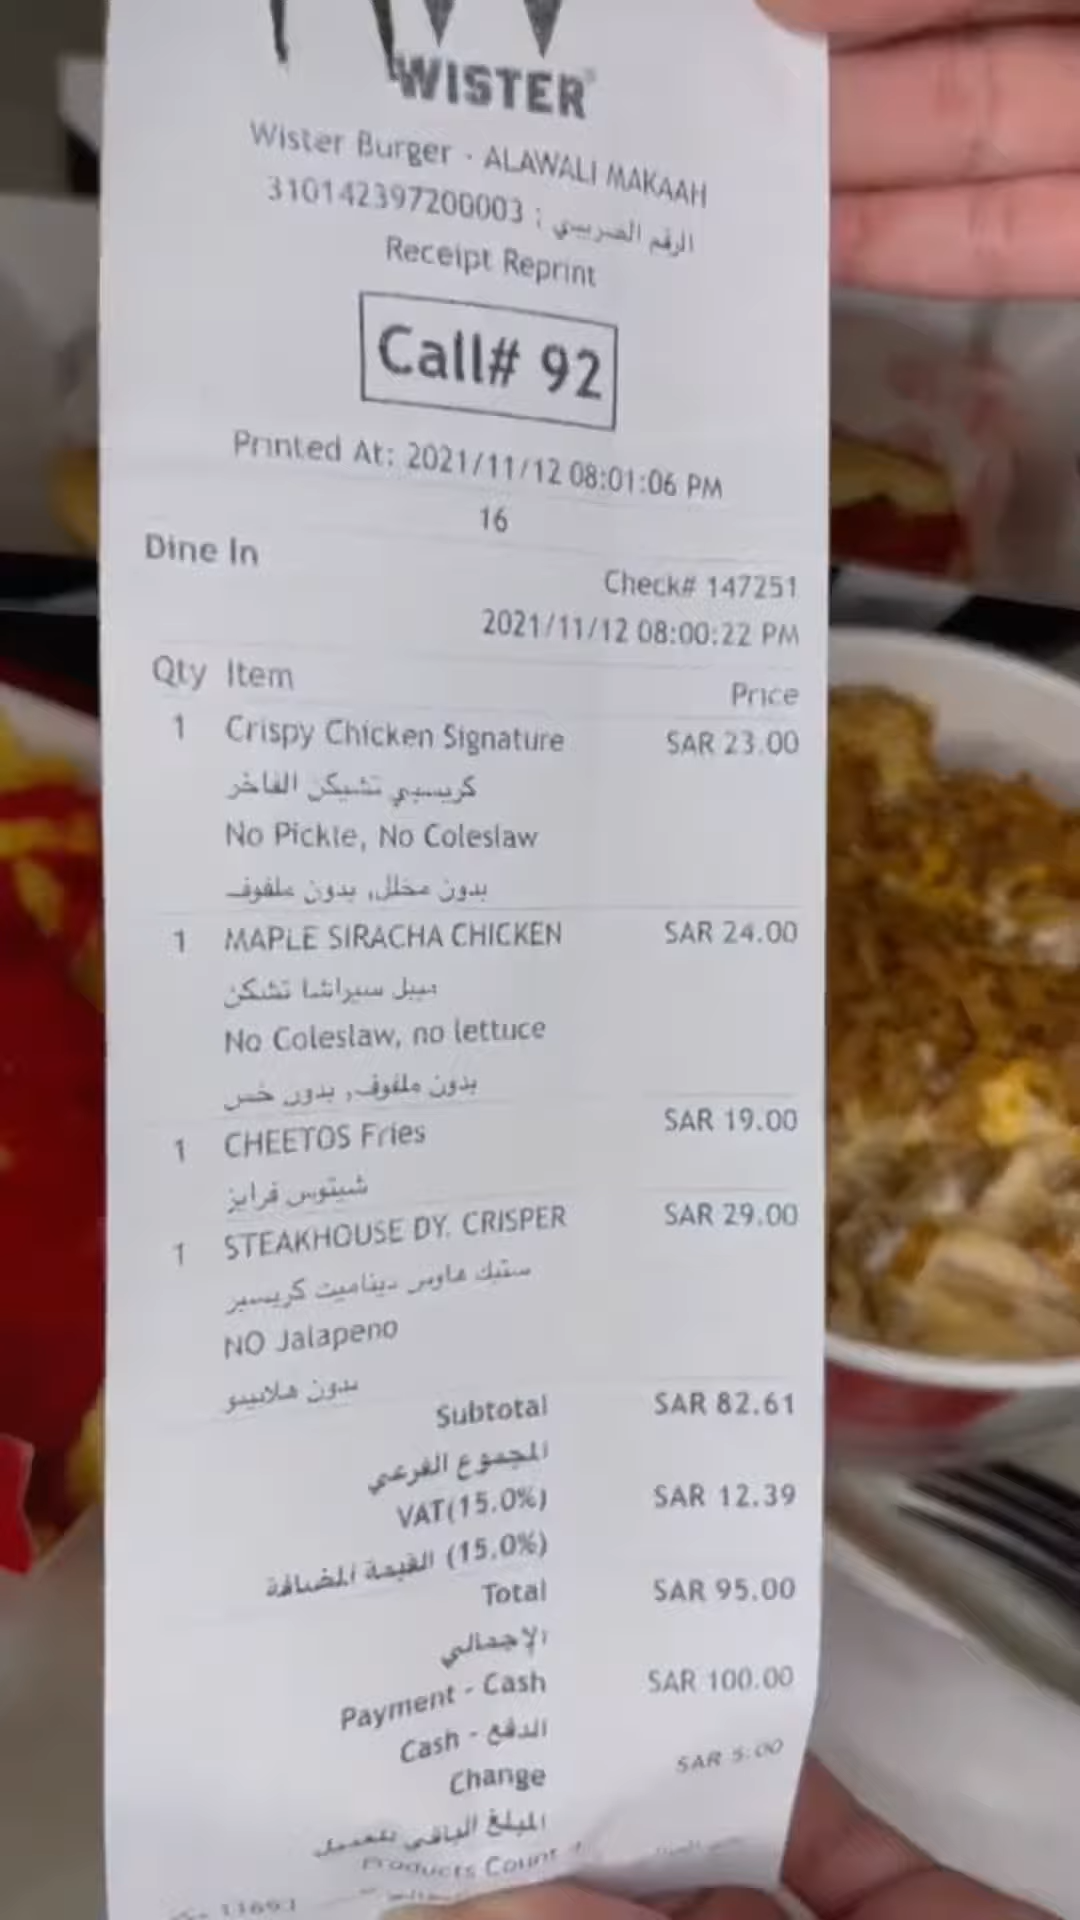 WISTER
Wister Burger - ALAWALI MAKAAH
310142397200003 : الرقم الضريبي
Receipt Reprint
Call# 92
Printed At: 2021/11/12 08:01:06 PM
16
Dine In
Check# 147251
2021/11/12 08:00:22 PM
Qty Item Price
1 Crispy Chicken Signature SAR 23.00
كريسبي تشيكن الفاخر
No Pickle, No Coleslaw
بدون مخلل, بدون ملفوف
1 MAPLE SIRACHA CHICKEN SAR 24.00
ميبل سيراشا تشكن
No Coleslaw, no lettuce
بدون ملفوف, بدون خس
1 CHEETOS Fries SAR 19.00
شيتوس فرايز
1 STEAKHOUSE DY. CRISPER SAR 29.00
ستيك هاوس ديناميت كريسبر
NO Jalapeno
بدون هلابينو
Subtotal SAR 82.61
المجموع الفرعي
VAT(15.0%) SAR 12.39
القيمة المضافة (15.0%)
Total SAR 95.00
الإجمالي
Payment - Cash SAR 100.00
الدفع - Cash
Change SAR 5.00
المبلغ الباقي
Products Count